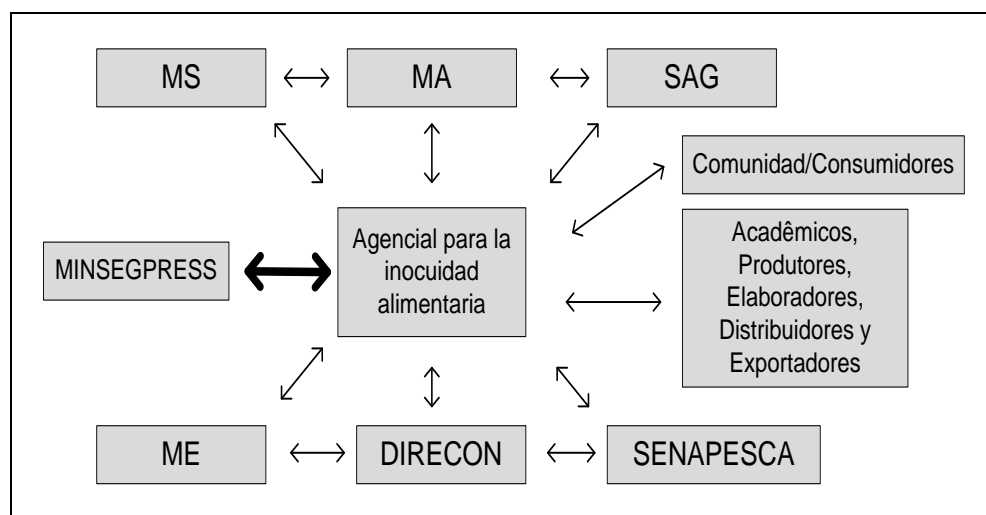 MS
MA
SAG
Comunidad/Consumidores
Agencial para la
inocuidad
alimentaria
MINSEGPRESS
Acadêmicos,
Produtores,
Elaboradores,
Distribuidores y
Exportadores
ME
DIRECON
SENAPESCA